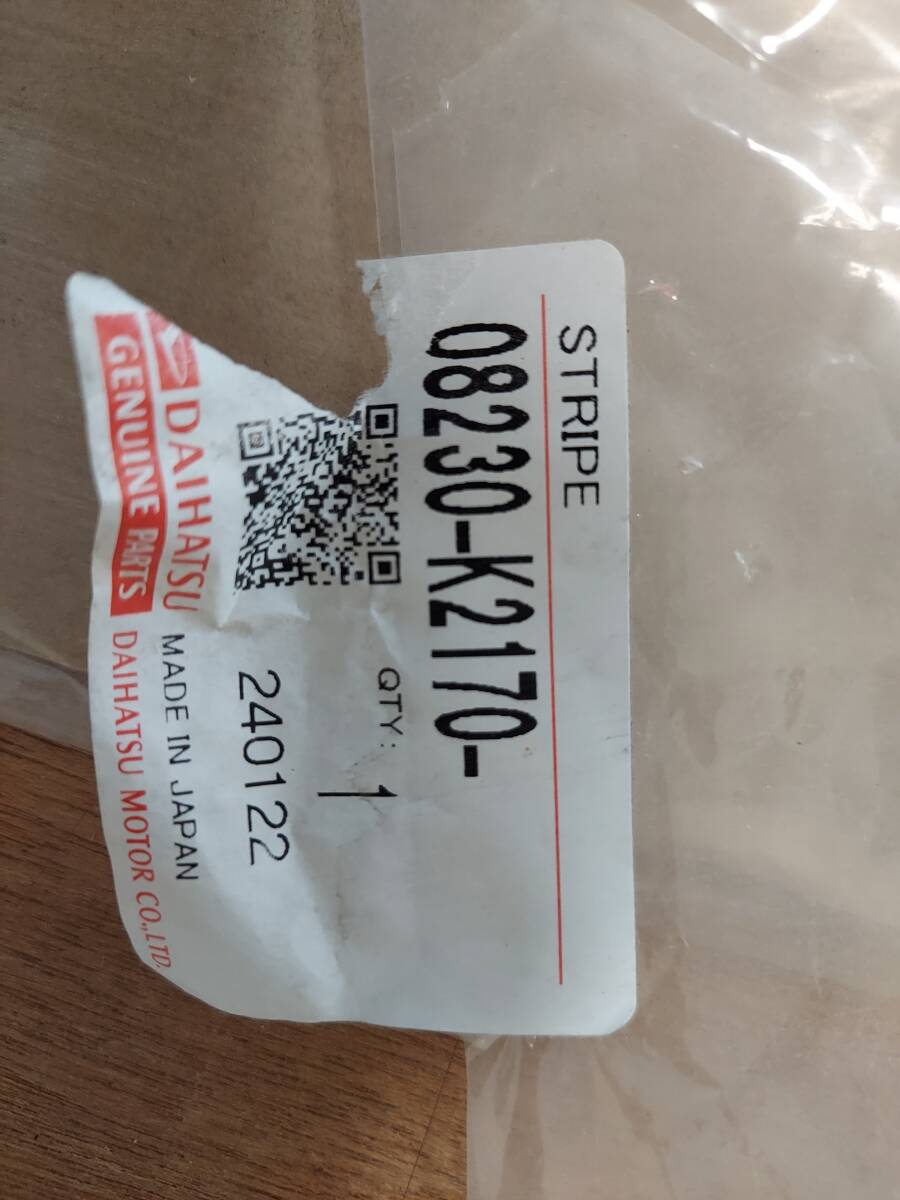 STRIPE
08230-K2170-
QTY: 1
240122
DAIHATSU MADE IN JAPAN
GENUINE PARTS DAIHATSU MOTOR CO.,LTD.